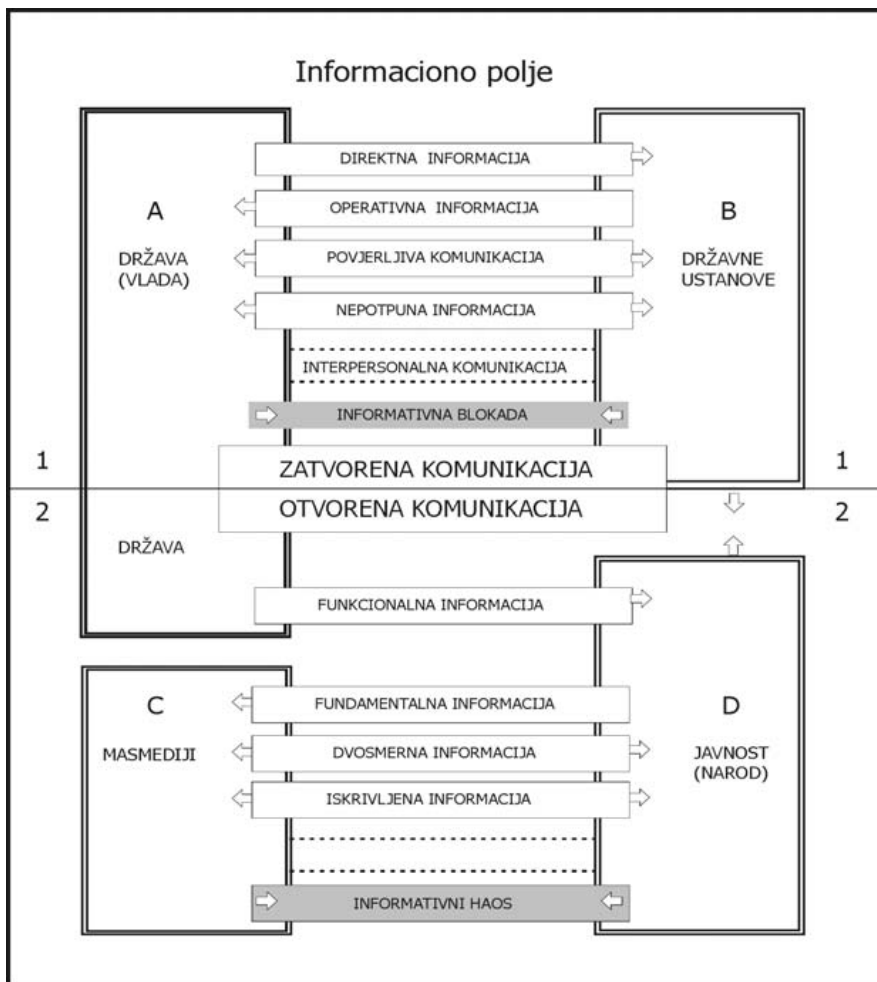 Informaciono polje
DIREKTNA INFORMACIJA
A
OPERATIVNA INFORMACIJA
B
DRŽAVA
(VLADA)
POVJERLJIVA KOMUNIKACIJA
DRŽAVNE
USTANOVE
NEPOTPUNA INFORMACIJA
INTERPERSONALNA KOMUNIKACIJA
INFORMATIVNA BLOKADA
1
ZATVORENA KOMUNIKACIJA
1
2
OTVORENA KOMUNIKACIJA
2
DRŽAVA
FUNKCIONALNA INFORMACIJA
C
FUNDAMENTALNA INFORMACIJA
D
MASMEDIJI
DVOSMERNA INFORMACIJA
JAVNOST
(NAROD)
ISKRIVLJENA INFORMACIJA
INFORMATIVNI HAOS